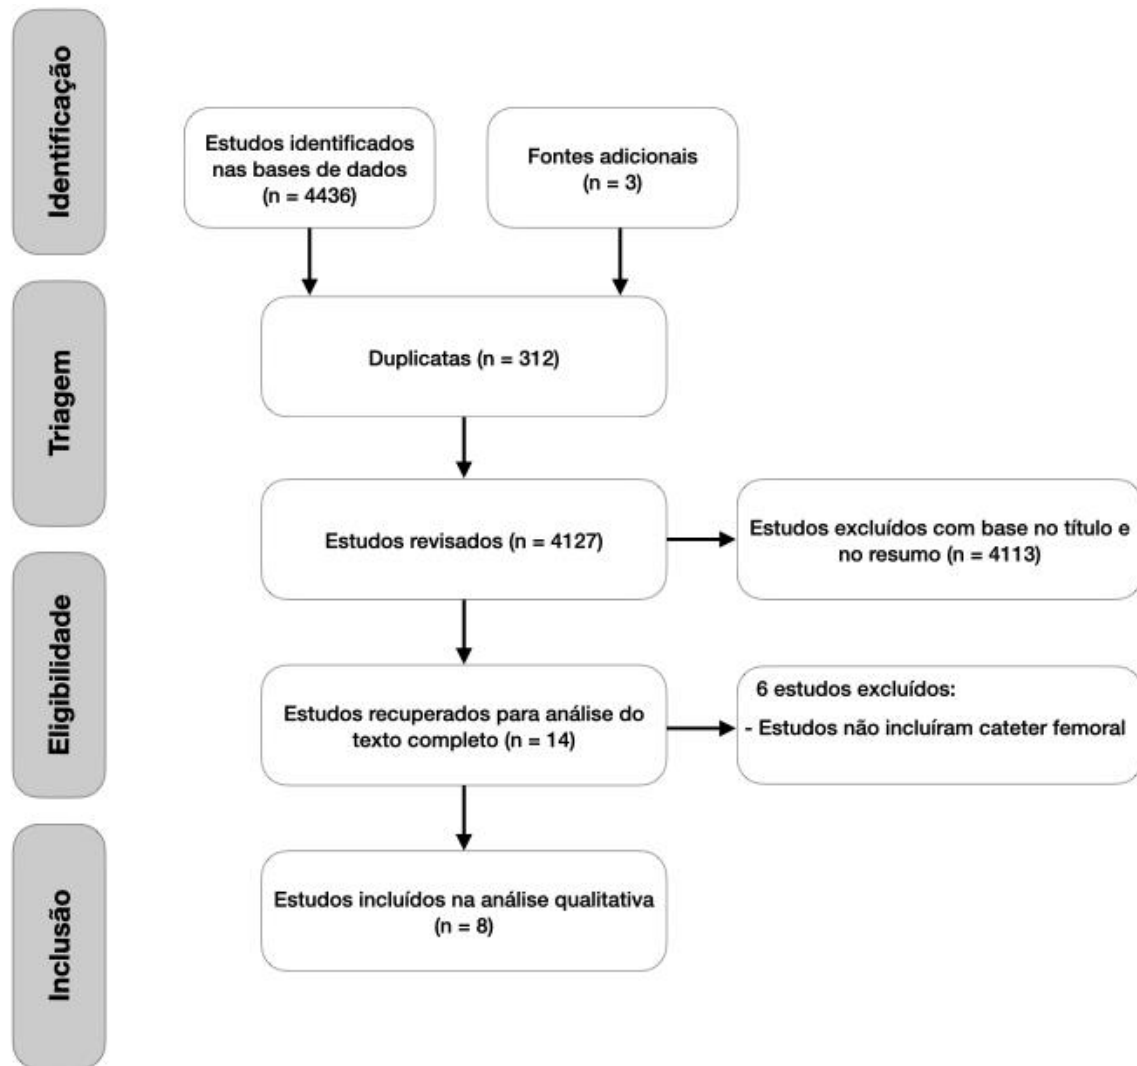 Identificação
Estudos identificados
nas bases de dados
(n = 4436)
Fontes adicionais
(n = 3)
Triagem
Duplicatas (n = 312)
Estudos revisados (n = 4127)
Estudos excluídos com base no título e
no resumo (n = 4113)
Eligibilidade
Estudos recuperados para análise do
texto completo (n = 14)
6 estudos excluídos:
- Estudos não incluíram cateter femoral
Inclusão
Estudos incluídos na análise qualitativa
(n = 8)